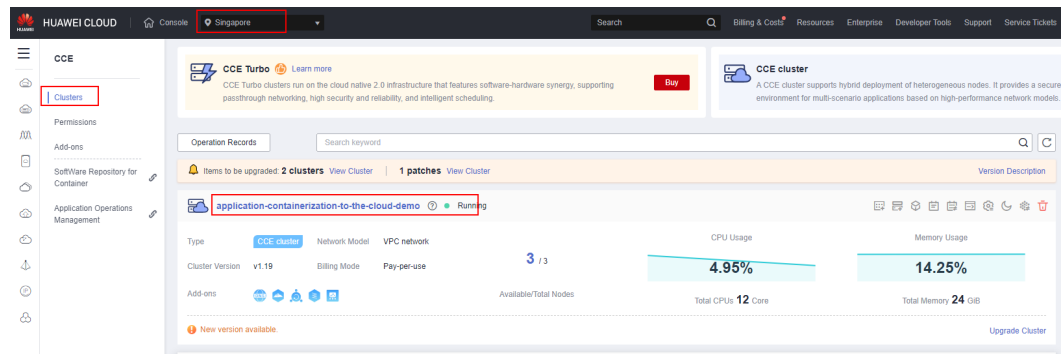 HUAWEI
HUAWEI CLOUD
Console
Singapore
Search
Billing & Costs
Resources
Enterprise
Developer Tools
Support
Service Tickets
CCE
Clusters
Permissions
Add-ons
SoftWare Repository for
Container
Application Operations
Management
CCE Turbo
Learn more
CCE Turbo clusters run on the cloud native 2.0 infrastructure that features software-hardware synergy, supporting
passthrough networking, high security and reliability, and intelligent scheduling.
Buy
CCE cluster
A CCE cluster supports hybrid deployment of heterogeneous nodes. It provides a secure
environment for multi-scenario applications based on high-performance network models.
Operation Records
Search keyword
Items to be upgraded: 2 clusters View Cluster | 1 patches View Cluster
Version Description
application-containerization-to-the-cloud-demo
Running
Type
CCE cluster
Network Model
VPC network
Cluster Version
v1.19
Billing Mode
Pay-per-use
Add-ons
3 / 3
Available/Total Nodes
CPU Usage
4.95%
Total CPUs 12 Core
Memory Usage
14.25%
Total Memory 24 GiB
New version available.
Upgrade Cluster